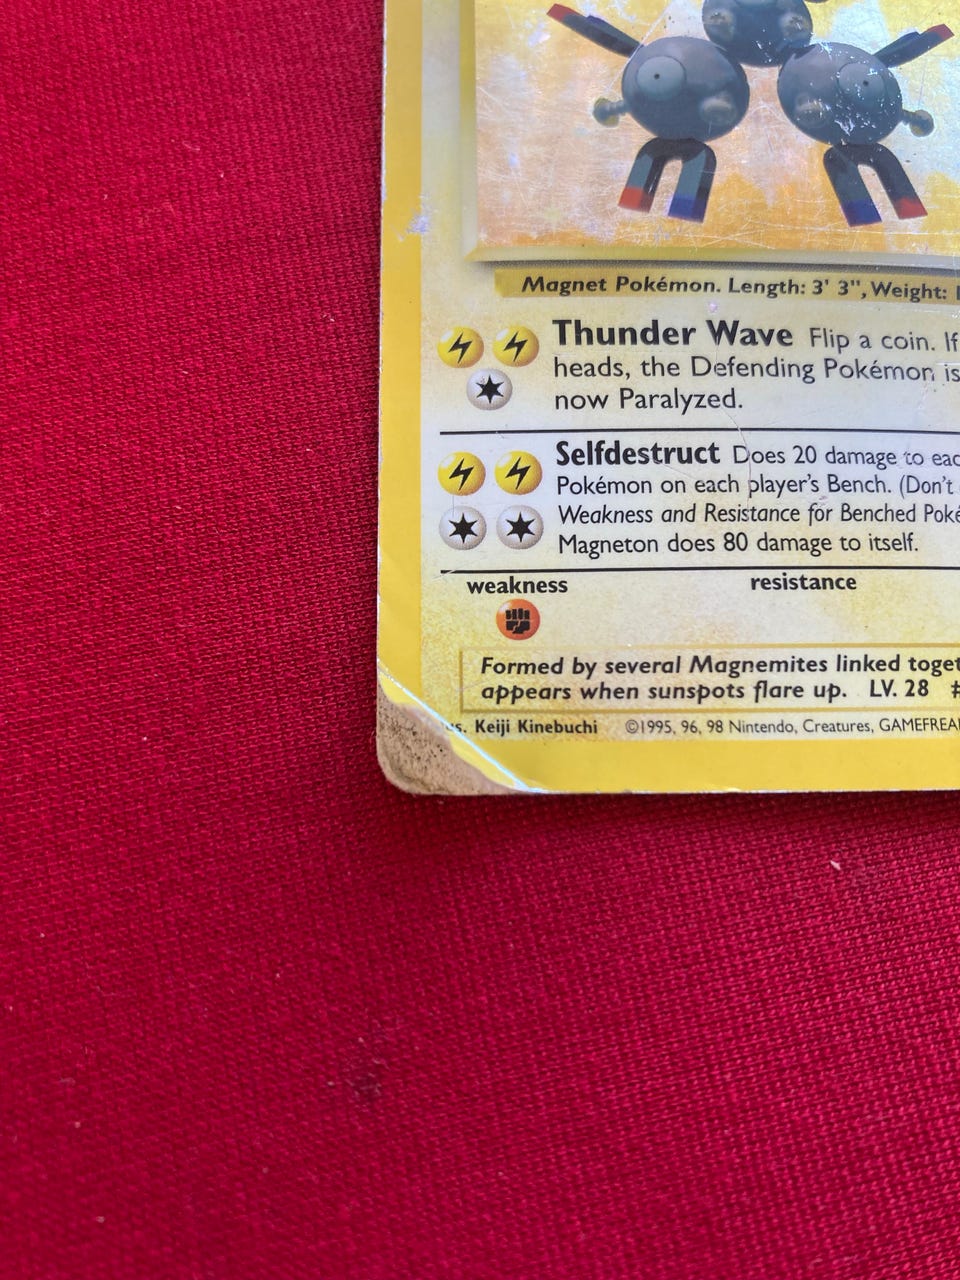 Magnet Pokémon. Length: 3' 3", Weight:
Thunder Wave Flip a coin. If
heads, the Defending Pokémon is
now Paralyzed.
Selfdestruct Does 20 damage to eac
Pokémon on each player's Bench. (Don't
Weakness and Resistance for Benched Poké
Magneton does 80 damage to itself.
weakness resistance
Formed by several Magnemites linked toget
appears when sunspots flare up. LV. 28 #
s. Keiji Kinebuchi ©1995, 96, 98 Nintendo, Creatures, GAMEFREA